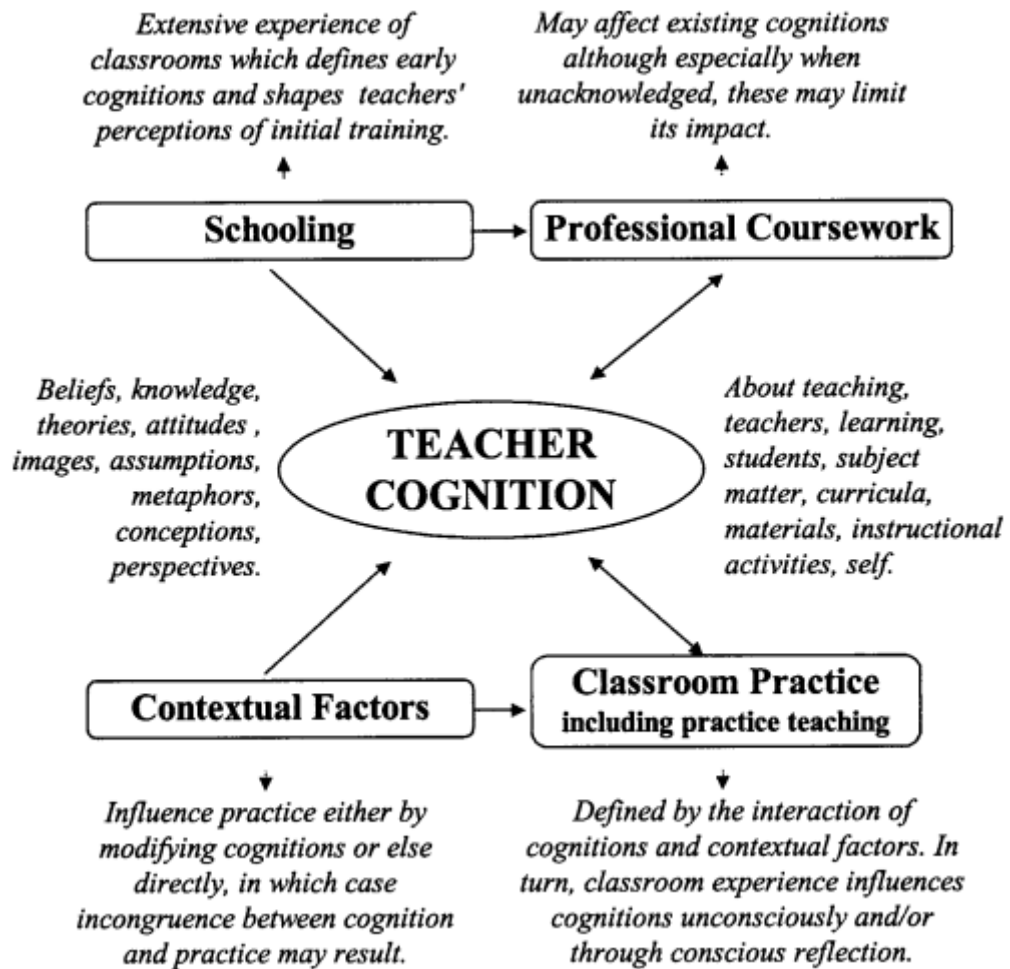 Extensive experience of
classrooms which defines early
cognitions and shapes teachers'
perceptions of initial training.
May affect existing cognitions
although especially when
unacknowledged, these may limit
its impact.
Schooling
Professional Coursework
Beliefs, knowledge,
theories, attitudes ,
images, assumptions,
metaphors,
conceptions,
perspectives.
TEACHER
COGNITION
About teaching,
teachers, learning,
students, subject
matter, curricula,
materials, instructional
activities, self.
Contextual Factors
Classroom Practice
including practice teaching
Influence practice either by
modifying cognitions or else
directly, in which case
incongruence between cognition
and practice may result.
Defined by the interaction of
cognitions and contextual factors. In
turn, classroom experience influences
cognitions unconsciously and/or
through conscious reflection.